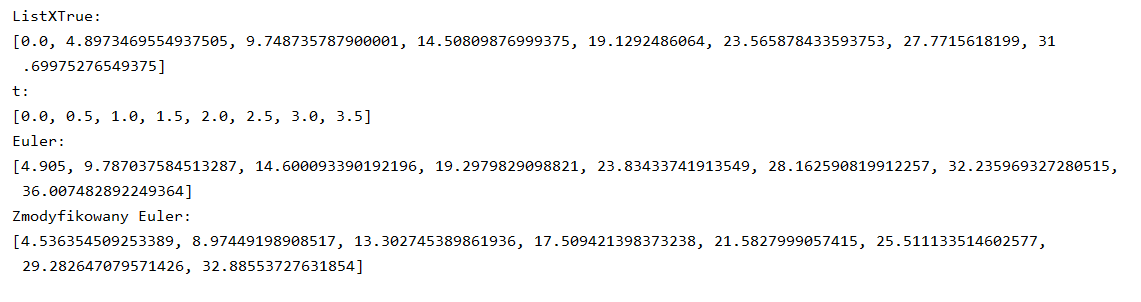 ListXTrue:
[0.0, 4.8973469554937505, 9.748735787900001, 14.50809876999375, 19.1292486064, 23.565878433593753, 27.7715618199, 31
.69975276549375]
t:
[0.0, 0.5, 1.0, 1.5, 2.0, 2.5, 3.0, 3.5]
Euler:
[4.905, 9.787037584513287, 14.600093390192196, 19.2979829098821, 23.83433741913549, 28.162590819912257, 32.235969327280515,
36.007482892249364]
Zmodyfikowany Euler:
[4.536354509253389, 8.97449198908517, 13.302745389861936, 17.509421398373238, 21.5827999057415, 25.511133514602577,
29.282647079571426, 32.88553727631854]